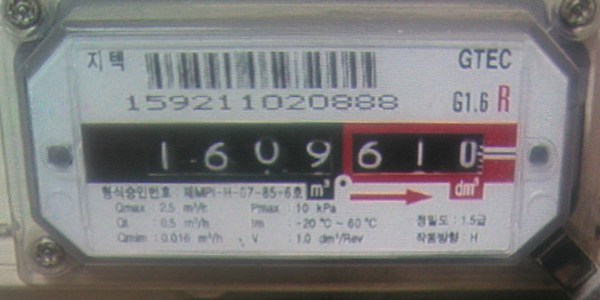 지텍 GTEC
159211020888 G1.6 R
1609 610
형식승인번호 : 제MPI-H-07-85-6호 m³ dm³
Qmax : 2.5 m³/h Pmax : 10 kPa
Qt : 0.5 m³/h tm : -20 ℃ ~ 60 ℃ 정밀도 : 1.5급
Qmin : 0.016 m³/h V : 1.0 dm³/Rev 작동방향 : H